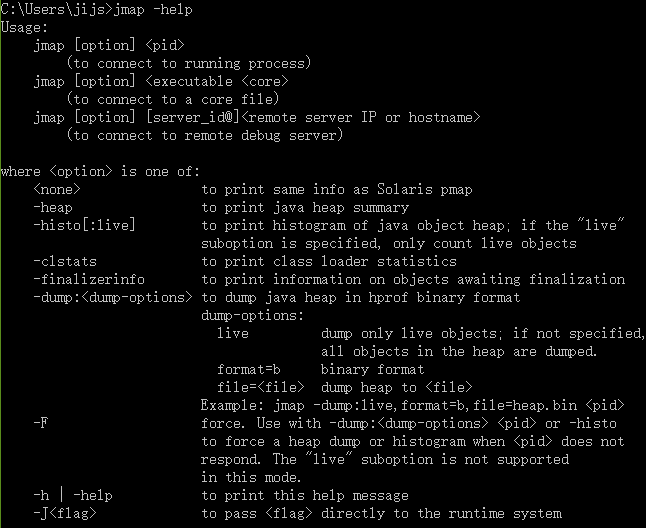 C:\Users\jijs>jmap -help
Usage:
    jmap [option] <pid>
        (to connect to running process)
    jmap [option] <executable <core>
        (to connect to a core file)
    jmap [option] [server_id@]<remote server IP or hostname>
        (to connect to remote debug server)

where <option> is one of:
    <none>               to print same info as Solaris pmap
    -heap                to print java heap summary
    -histo[:live]        to print histogram of java object heap; if the "live"
                         suboption is specified, only count live objects
    -clstats             to print class loader statistics
    -finalizerinfo       to print information on objects awaiting finalization
    -dump:<dump-options> to dump java heap in hprof binary format
                         dump-options:
                           live         dump only live objects; if not specified,
                                        all objects in the heap are dumped.
                           format=b     binary format
                           file=<file>  dump heap to <file>
                         Example: jmap -dump:live,format=b,file=heap.bin <pid>
    -F                   force. Use with -dump:<dump-options> <pid> or -histo
                         to force a heap dump or histogram when <pid> does not
                         respond. The "live" suboption is not supported
                         in this mode.
    -h | -help           to print this help message
    -J<flag>             to pass <flag> directly to the runtime system